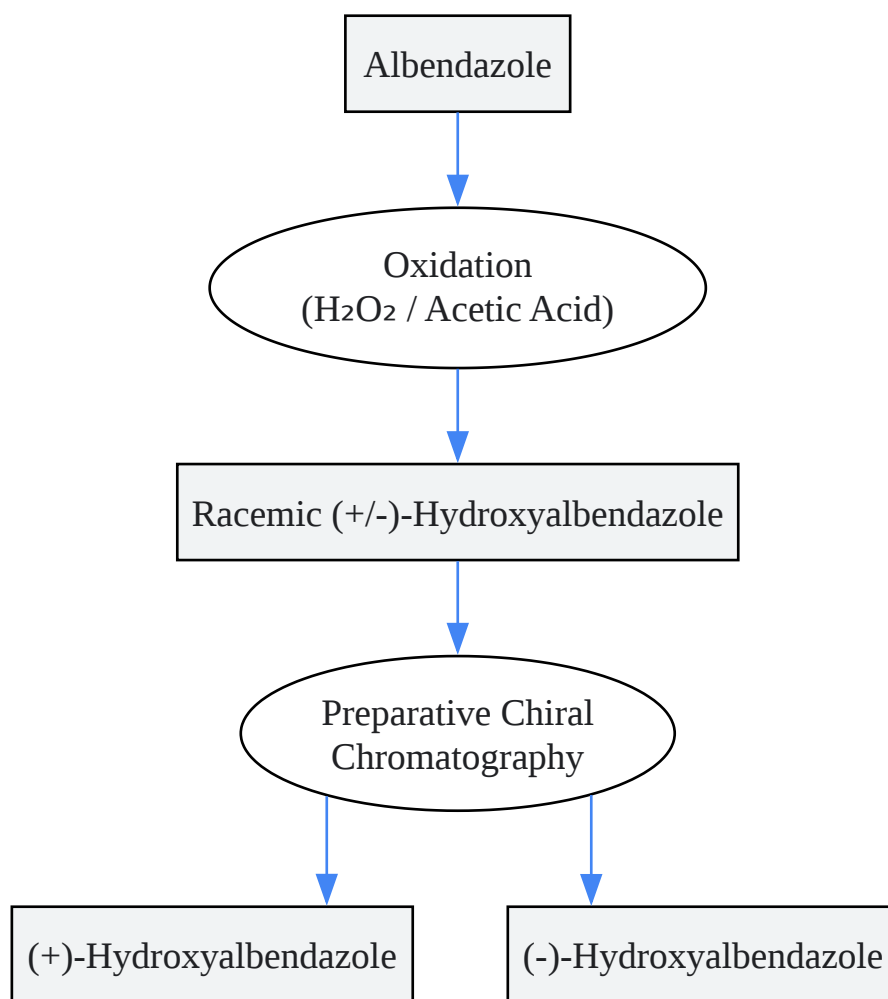 Albendazole
Oxidation
(H₂O₂ / Acetic Acid)
Racemic (+/-)-Hydroxyalbendazole
Preparative Chiral
Chromatography
(+)-Hydroxyalbendazole
(-)-Hydroxyalbendazole